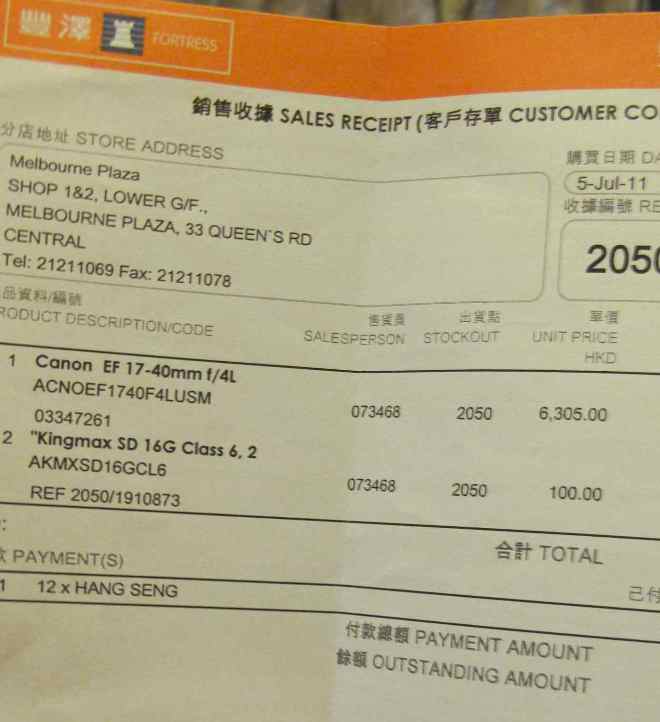 豐澤 FORTRESS
銷售收據 SALES RECEIPT (客戶存單 CUSTOMER CO
分店地址 STORE ADDRESS
購買日期 DA
Melbourne Plaza
5-Jul-11
SHOP 1&2, LOWER G/F.,
收據編號 RE
MELBOURNE PLAZA, 33 QUEEN`S RD
2050
CENTRAL
Tel: 21211069 Fax: 21211078
品資料/編號 售貨員 出貨點 單價
RODUCT DESCRIPTION/CODE SALESPERSON STOCKOUT UNIT PRICE
HKD
1 Canon EF 17-40mm f/4L
ACNOEF1740F4LUSM
03347261 073468 2050 6,305.00
2 "Kingmax SD 16G Class 6, 2
AKMXSD16GCL6
REF 2050/1910873 073468 2050 100.00
合計 TOTAL
款 PAYMENT(S)
已付
1 12 x HANG SENG
付款總額 PAYMENT AMOUNT
餘額 OUTSTANDING AMOUNT